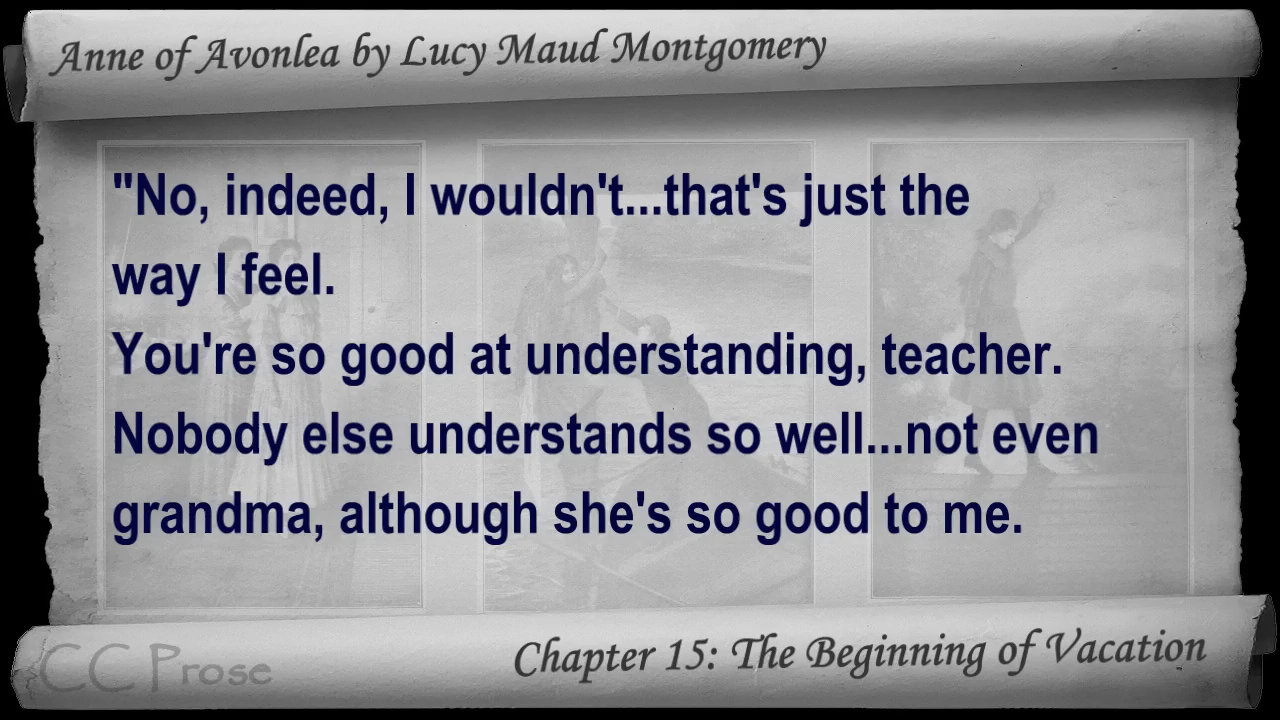 Anne of Avonlea by Lucy Maud Montgomery
"No, indeed, I wouldn't...that's just the
way I feel.
You're so good at understanding, teacher.
Nobody else understands so well...not even
grandma, although she's so good to me.
CC Prose
Chapter 15: The Beginning of Vacation